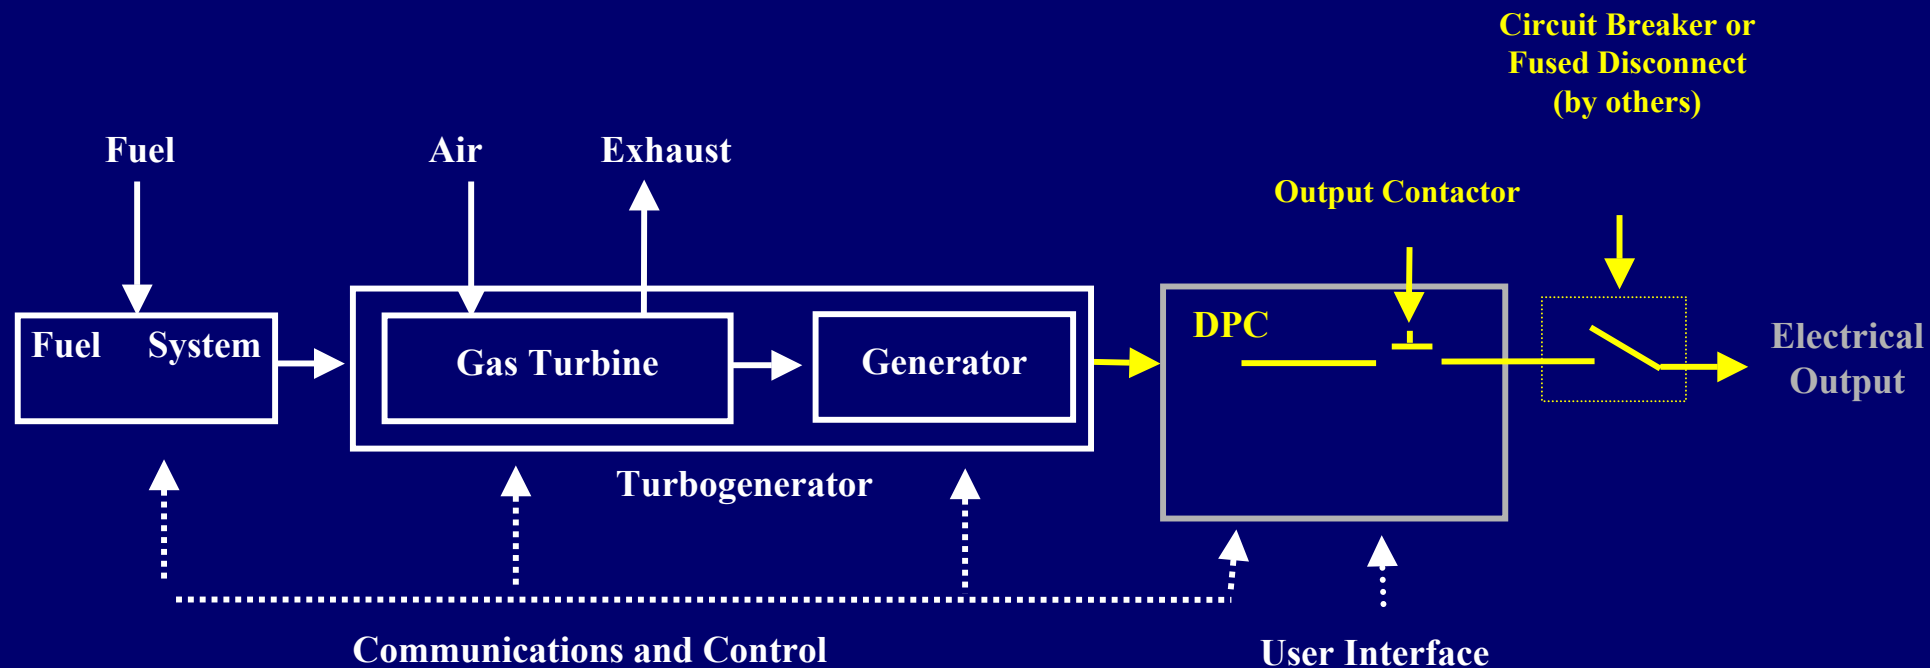 Circuit Breaker or
Fused Disconnect
(by others)
Fuel
Air
Exhaust
Output Contactor
Fuel System
Gas Turbine
Generator
DPC
Electrical
Output
Turbogenerator
Communications and Control
User Interface